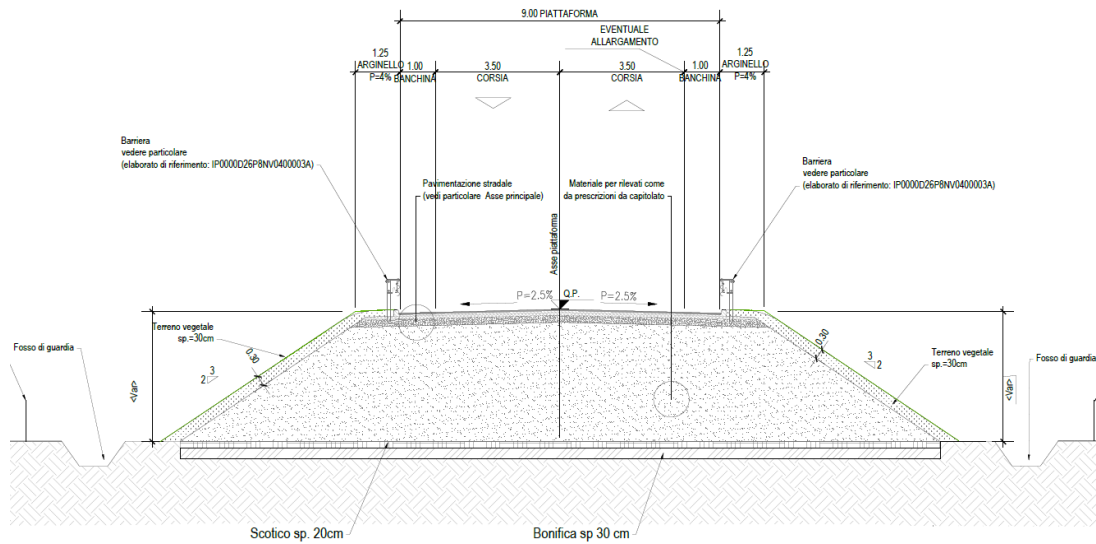 9.00 PIATTAFORMA
EVENTUALE
ALLARGAMENTO
1.25
ARGINELLO
P=4%
1.00
BANCHINA
3.50
CORSIA
3.50
CORSIA
1.00
BANCHINA
1.25
ARGINELLO
P=4%
Barriera
vedere particolare
(elaborato di riferimento: IP0000D26P8NV0400003A)
Pavimentazione stradale
(vedi particolare Asse principale)
Materiale per rilevati come
da prescrizioni da capitolato
Barriera
vedere particolare
(elaborato di riferimento: IP0000D26P8NV0400003A)
Asse piattaforma
P=2.5%
Q.P.
P=2.5%
Terreno vegetale
sp.=30cm
Fosso di guardia
0.30
3
2
<Var>
0.30
3
2
Terreno vegetale
sp.=30cm
Fosso di guardia
<Var>
Scotico sp. 20cm
Bonifica sp 30 cm